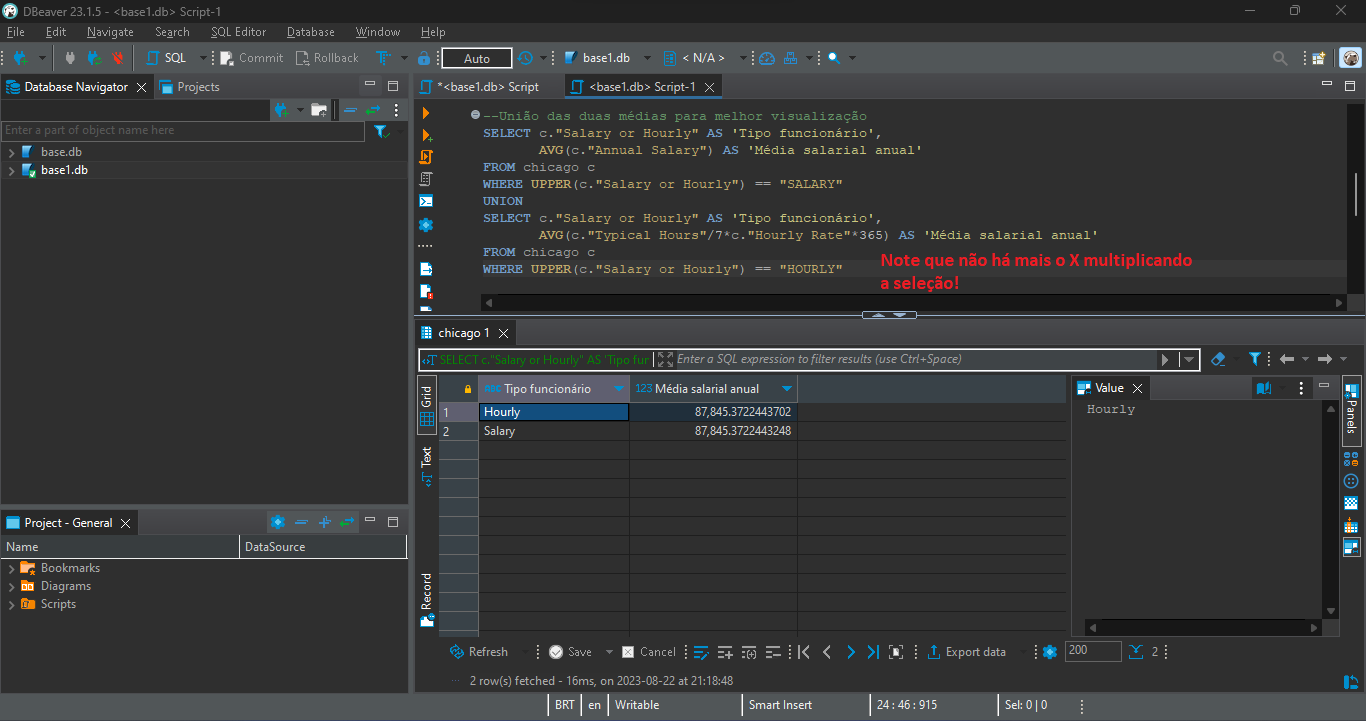 DBeaver 23.1.5 - <base1.db> Script-1
File Edit Navigate Search SQL Editor Database Window Help
SQL Commit Rollback Auto base1.db < N/A >
Database Navigator Projects
Enter a part of object name here
base.db
base1.db
*<base1.db> Script <base1.db> Script-1
--União das duas médias para melhor visualização
SELECT c."Salary or Hourly" AS 'Tipo funcionário',
AVG(c."Annual Salary") AS 'Média salarial anual'
FROM chicago c
WHERE UPPER(c."Salary or Hourly") == "SALARY"
UNION
SELECT c."Salary or Hourly" AS 'Tipo funcionário',
AVG(c."Typical Hours"/7*c."Hourly Rate"*365) AS 'Média salarial anual'
FROM chicago c
WHERE UPPER(c."Salary or Hourly") == "HOURLY"
Note que não há mais o X multiplicando
a seleção!
chicago 1
SELECT c."Salary or Hourly" AS 'Tipo fur
Enter a SQL expression to filter results (use Ctrl+Space)
Grid
Text
Record
ABC Tipo funcionário 123 Média salarial anual
1 Hourly 87,845.3722443702
2 Salary 87,845.3722443248
Value
Hourly
Panels
Project - General
Name DataSource
Bookmarks
Diagrams
Scripts
Refresh Save Cancel Export data 200 2
2 row(s) fetched - 16ms, on 2023-08-22 at 21:18:48
BRT en Writable Smart Insert 24 : 46 : 915 Sel: 0 | 0